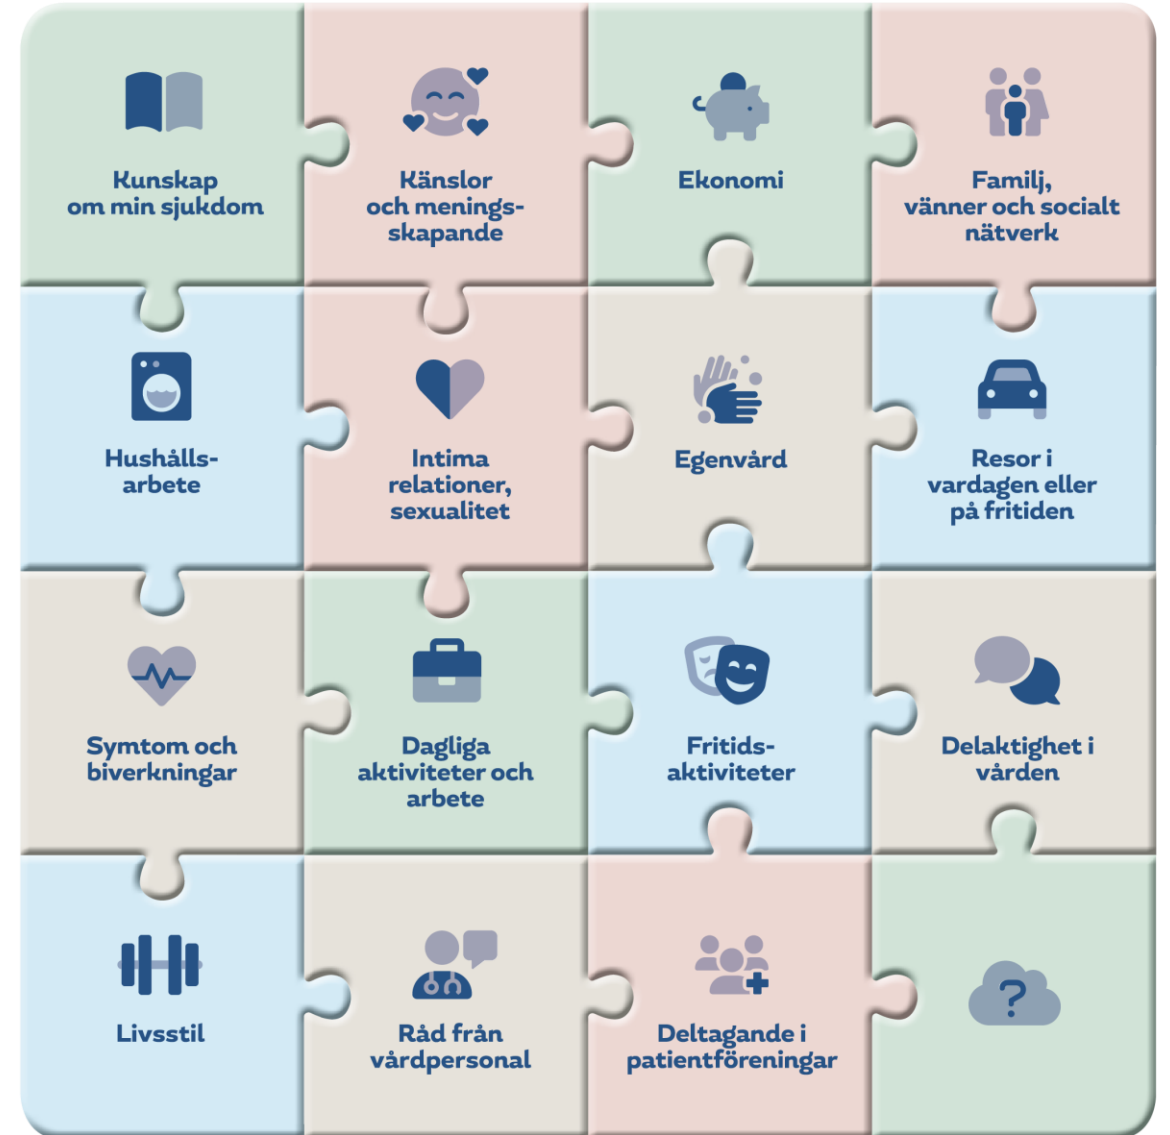 Kunskap
om min sjukdom
Känslor
och menings-
skapande
Ekonomi
Familj,
vänner och socialt
nätverk
Hushålls-
arbete
Intima
relationer,
sexualitet
Egenvård
Resor i
vardagen eller
på fritiden
Symtom och
biverkningar
Dagliga
aktiviteter och
arbete
Fritids-
aktiviteter
Delaktighet i
vården
Livsstil
Råd från
vårdpersonal
Deltagande i
patientföreningar
?